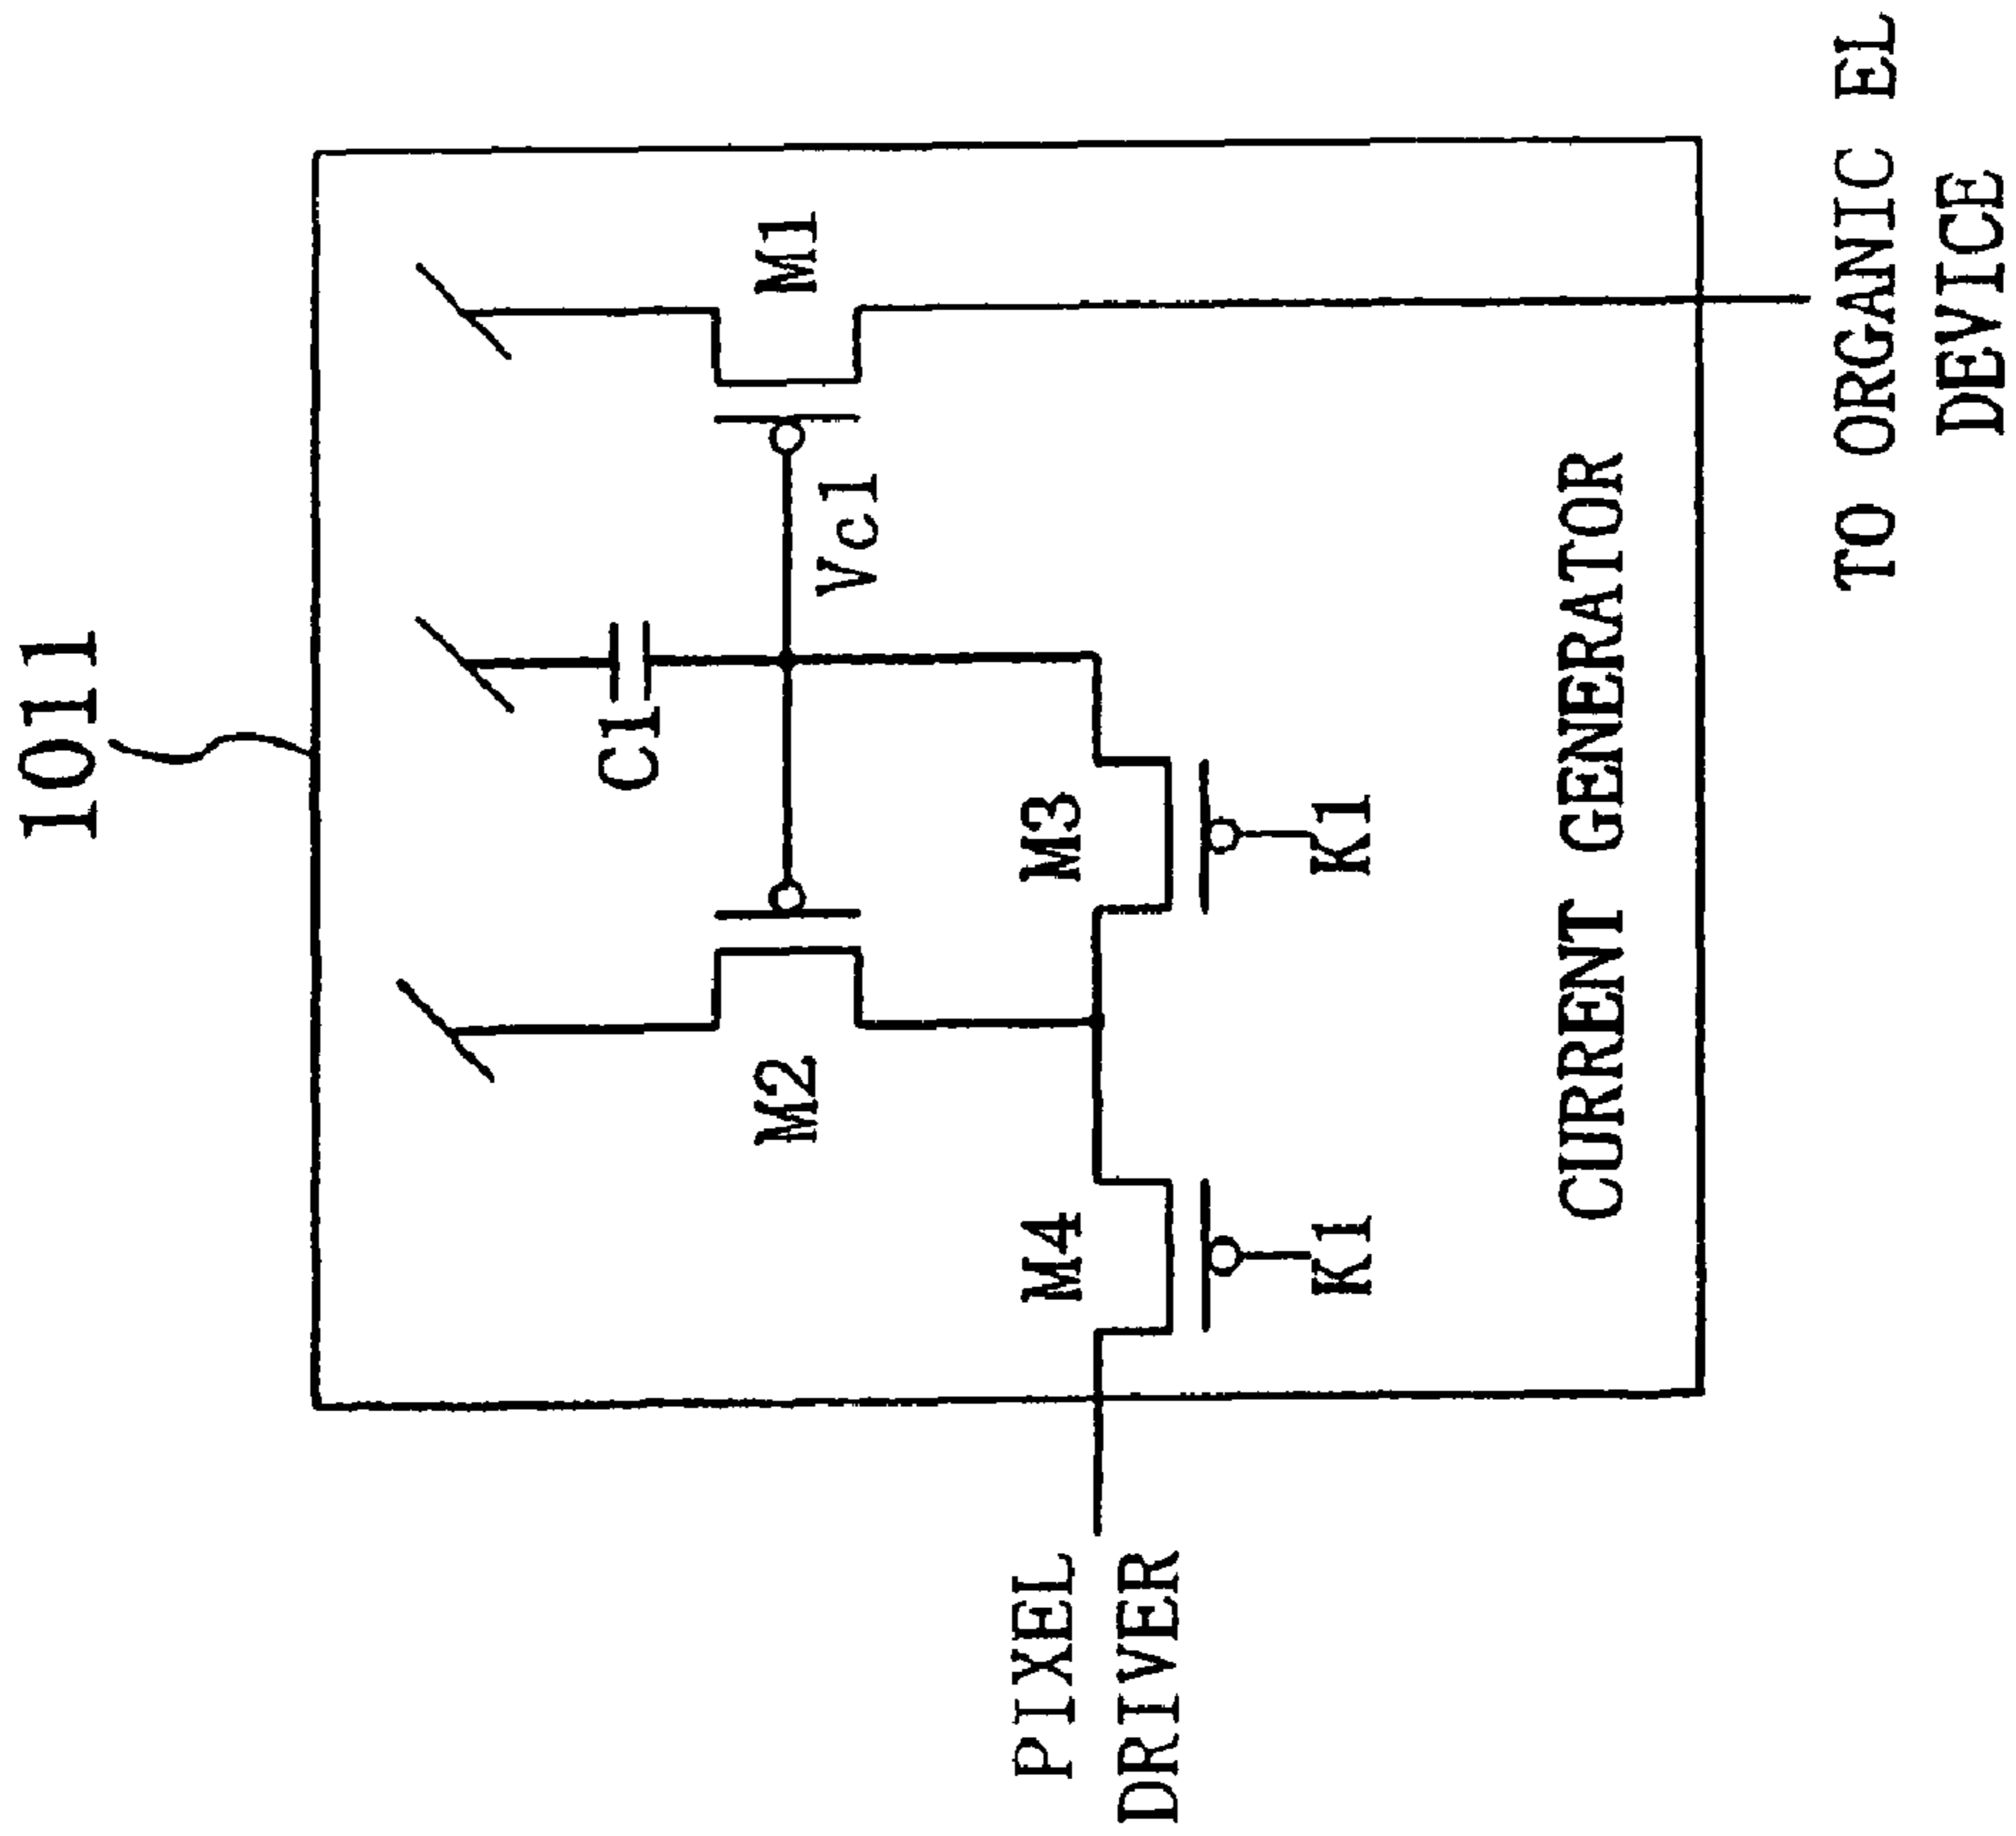 1011
C1
M1
M2
Vc1
M4
M3
PIXEL
DRIVER
K1
K1
CURRENT GENERATOR
TO ORGANIC EL
DEVICE